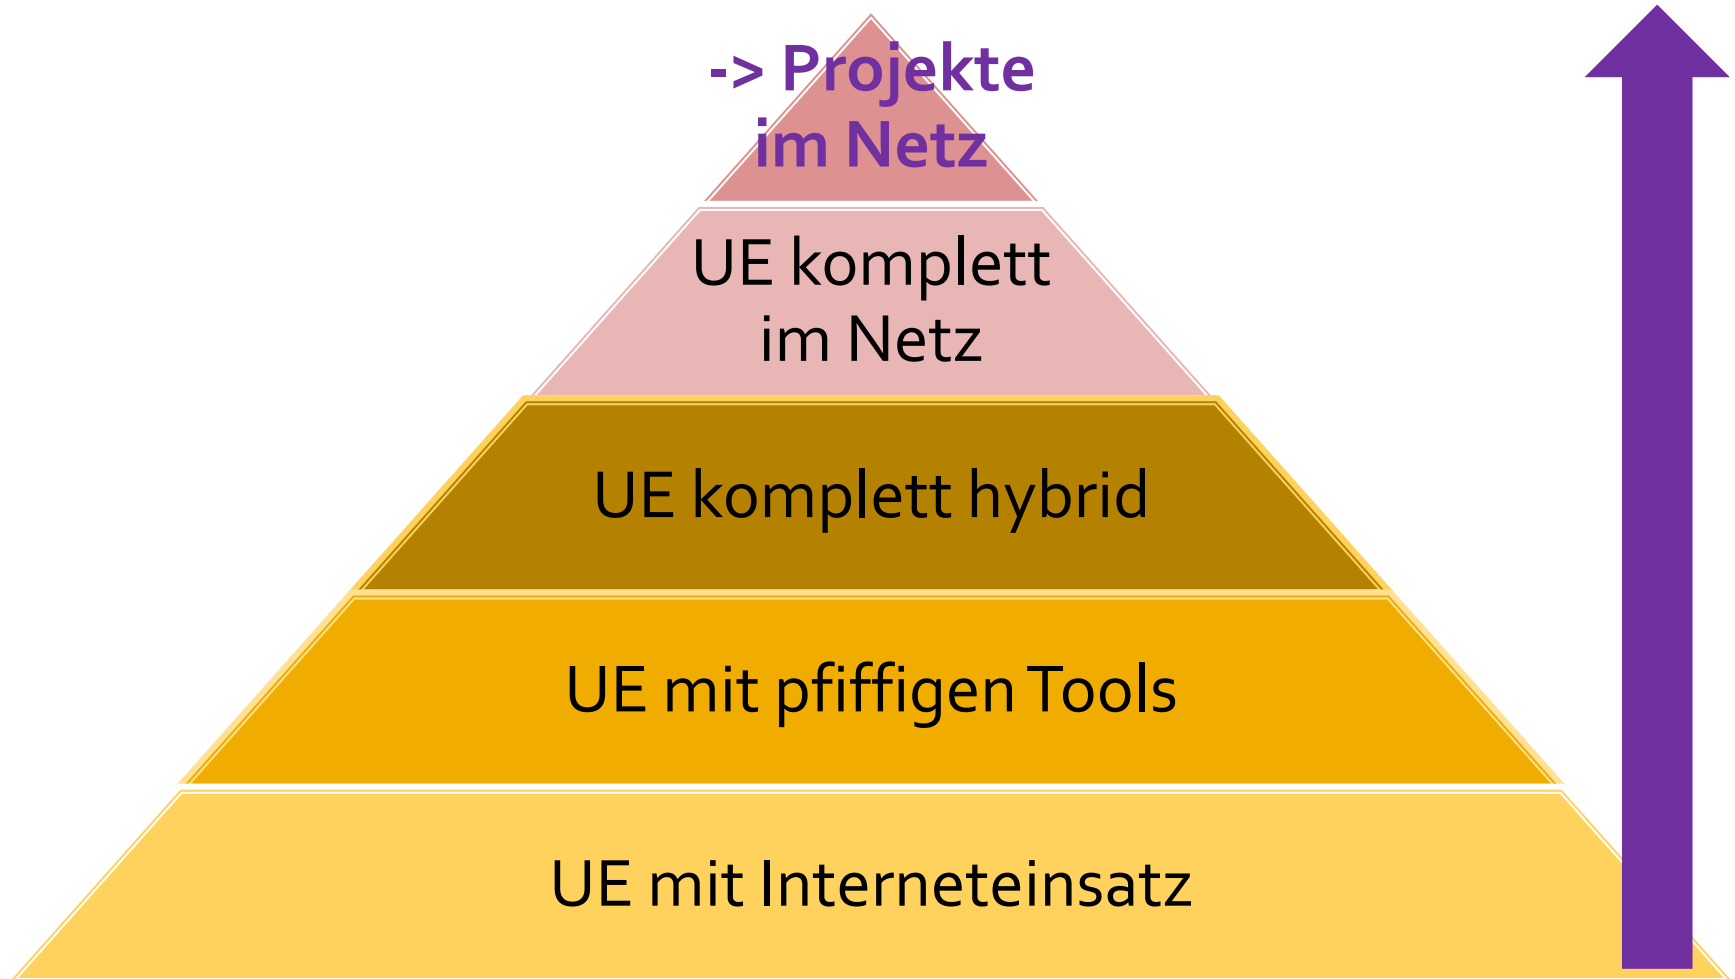 -> Projekte
im Netz
UE komplett
im Netz
UE komplett hybrid
UE mit pfiffigen Tools
UE mit Interneteinsatz